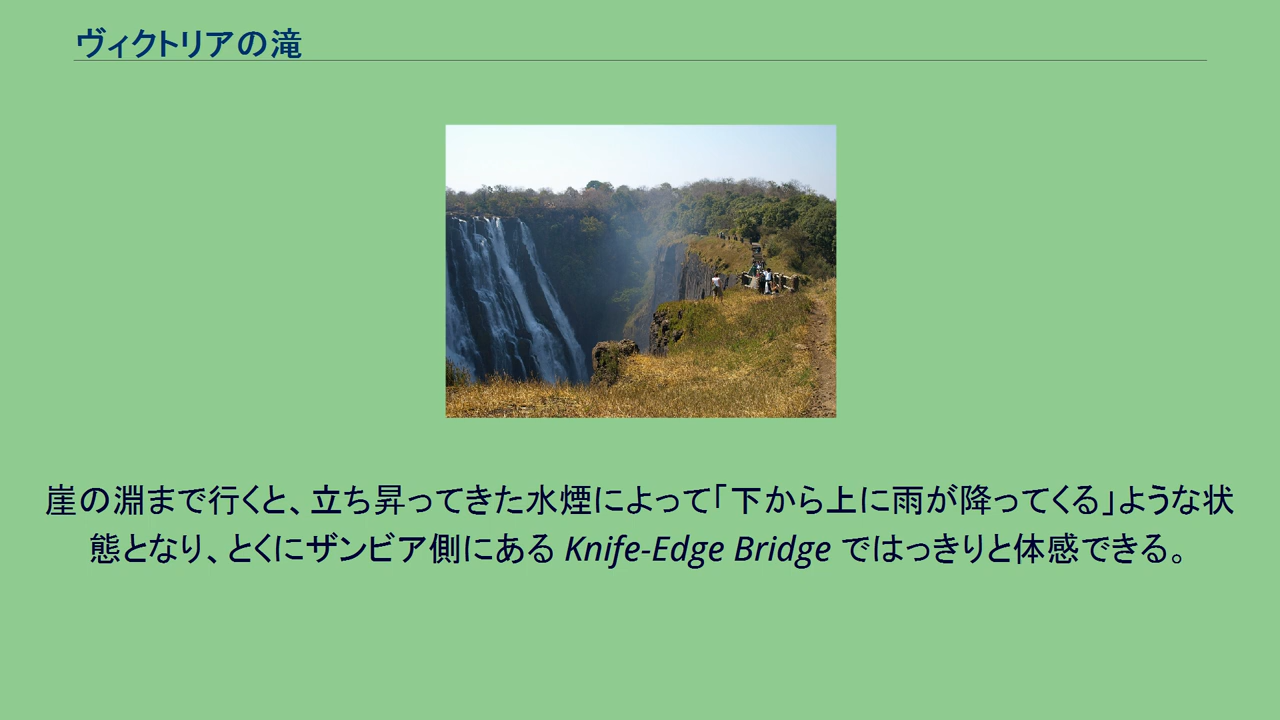 ヴィクトリアの滝
崖の淵まで行くと、立ち昇ってきた水煙によって「下から上に雨が降ってくる」ような状
態となり、とくにザンビア側にある Knife-Edge Bridge ではっきりと体感できる。